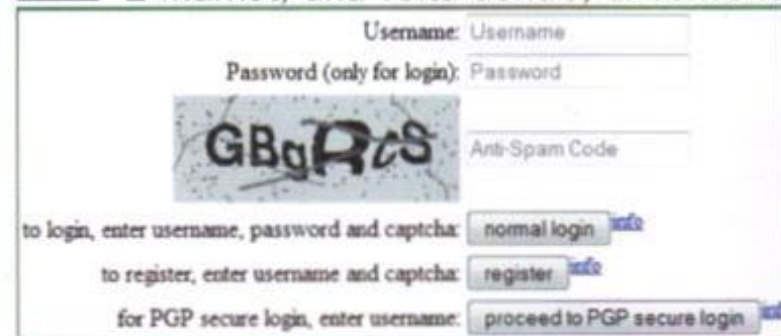 Username: Username
Password (only for login): Password
GBgRcS Anti-Spam Code
to login, enter username, password and captcha: normal login info
to register, enter username and captcha: register info
for PGP secure login, enter username: proceed to PGP secure login